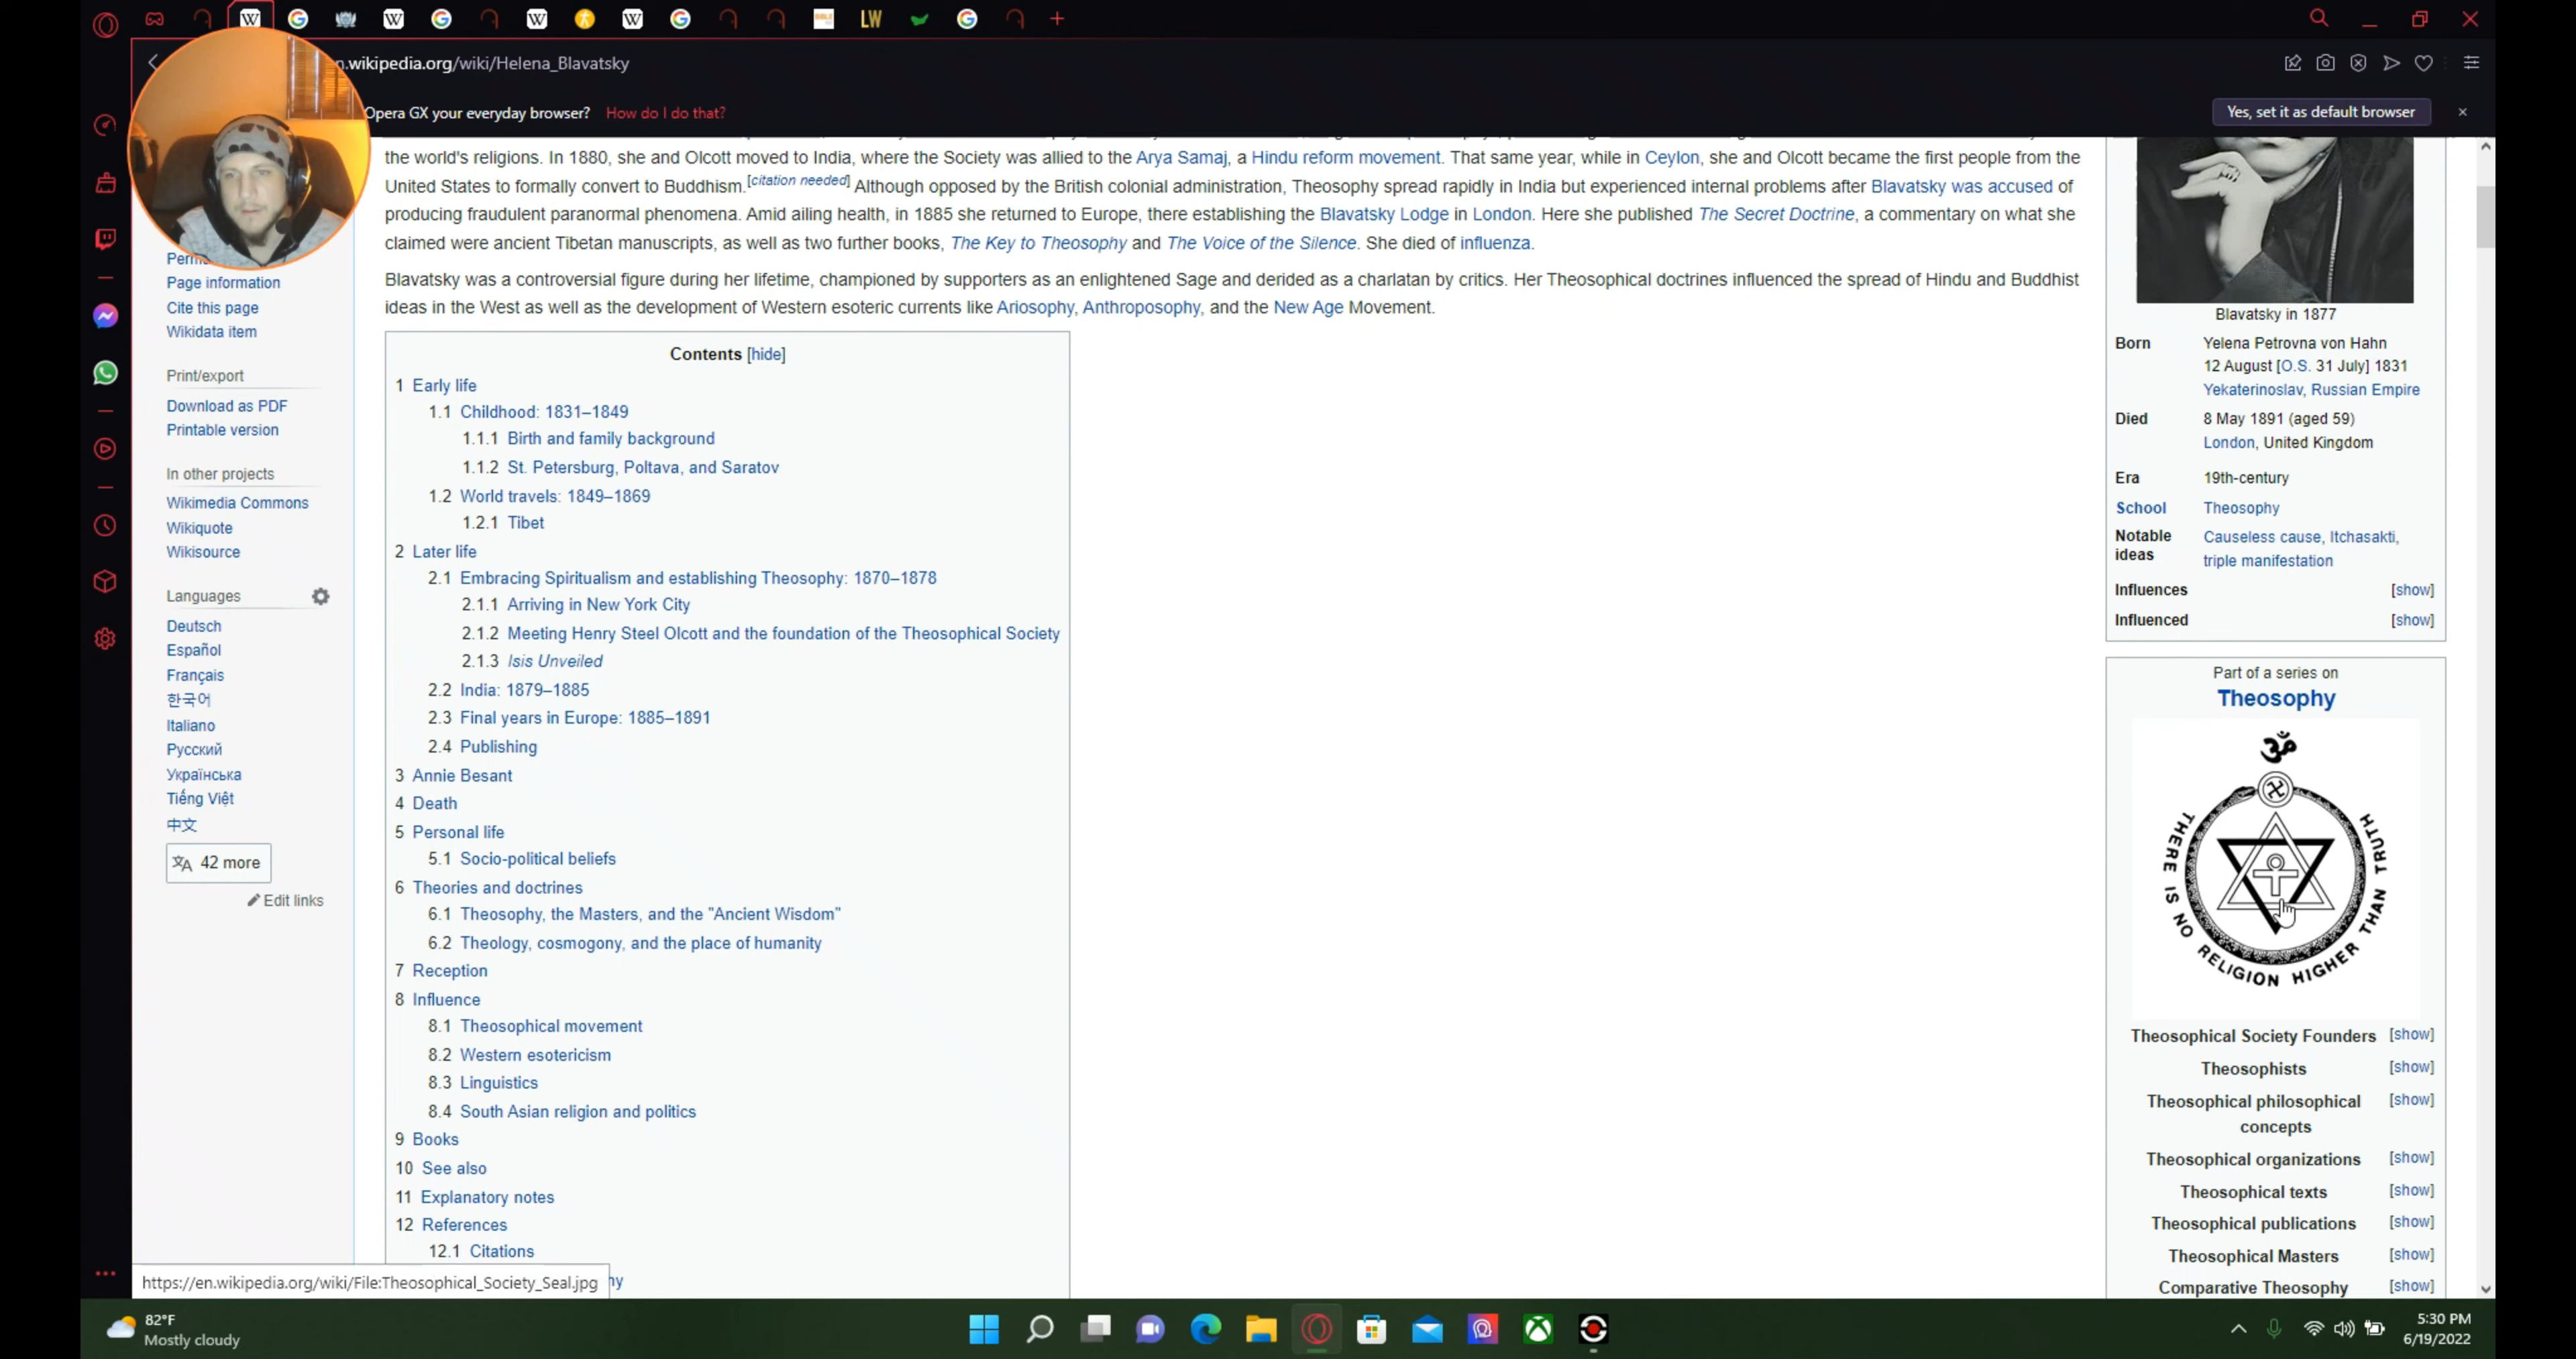 LW
n.wikipedia.org/wiki/Helena_Blavatsky
Opera GX your everyday browser? How do I do that?
Yes, set it as default browser
the world's religions. In 1880, she and Olcott moved to India, where the Society was allied to the Arya Samaj, a Hindu reform movement. That same year, while in Ceylon, she and Olcott became the first people from the
United States to formally convert to Buddhism.[citation needed] Although opposed by the British colonial administration, Theosophy spread rapidly in India but experienced internal problems after Blavatsky was accused of
producing fraudulent paranormal phenomena. Amid ailing health, in 1885 she returned to Europe, there establishing the Blavatsky Lodge in London. Here she published The Secret Doctrine, a commentary on what she
claimed were ancient Tibetan manuscripts, as well as two further books, The Key to Theosophy and The Voice of the Silence. She died of influenza.
Blavatsky was a controversial figure during her lifetime, championed by supporters as an enlightened Sage and derided as a charlatan by critics. Her Theosophical doctrines influenced the spread of Hindu and Buddhist
ideas in the West as well as the development of Western esoteric currents like Ariosophy, Anthroposophy, and the New Age Movement.
Page information
Cite this page
Wikidata item
Print/export
Download as PDF
Printable version
In other projects
Wikimedia Commons
Wikiquote
Wikisource
Languages
Deutsch
Español
Français
한국어
Italiano
Русский
Українська
Tiếng Việt
中文
42 more
Edit links
Contents [hide]
1 Early life
1.1 Childhood: 1831–1849
1.1.1 Birth and family background
1.1.2 St. Petersburg, Poltava, and Saratov
1.2 World travels: 1849–1869
1.2.1 Tibet
2 Later life
2.1 Embracing Spiritualism and establishing Theosophy: 1870–1878
2.1.1 Arriving in New York City
2.1.2 Meeting Henry Steel Olcott and the foundation of the Theosophical Society
2.1.3 Isis Unveiled
2.2 India: 1879–1885
2.3 Final years in Europe: 1885–1891
2.4 Publishing
3 Annie Besant
4 Death
5 Personal life
5.1 Socio-political beliefs
6 Theories and doctrines
6.1 Theosophy, the Masters, and the "Ancient Wisdom"
6.2 Theology, cosmogony, and the place of humanity
7 Reception
8 Influence
8.1 Theosophical movement
8.2 Western esotericism
8.3 Linguistics
8.4 South Asian religion and politics
9 Books
10 See also
11 Explanatory notes
12 References
12.1 Citations
hy
https://en.wikipedia.org/wiki/File:Theosophical_Society_Seal.jpg
Blavatsky in 1877
Born Yelena Petrovna von Hahn
12 August [O.S. 31 July] 1831
Yekaterinoslav, Russian Empire
Died 8 May 1891 (aged 59)
London, United Kingdom
Era 19th-century
School Theosophy
Notable ideas Causeless cause, Itchasakti,
triple manifestation
Influences [show]
Influenced [show]
Part of a series on
Theosophy
ॐ
THERE IS NO RELIGION HIGHER THAN TRUTH
Theosophical Society Founders [show]
Theosophists [show]
Theosophical philosophical [show]
concepts
Theosophical organizations [show]
Theosophical texts [show]
Theosophical publications [show]
Theosophical Masters [show]
Comparative Theosophy [show]
82°F
Mostly cloudy
5:30 PM
6/19/2022